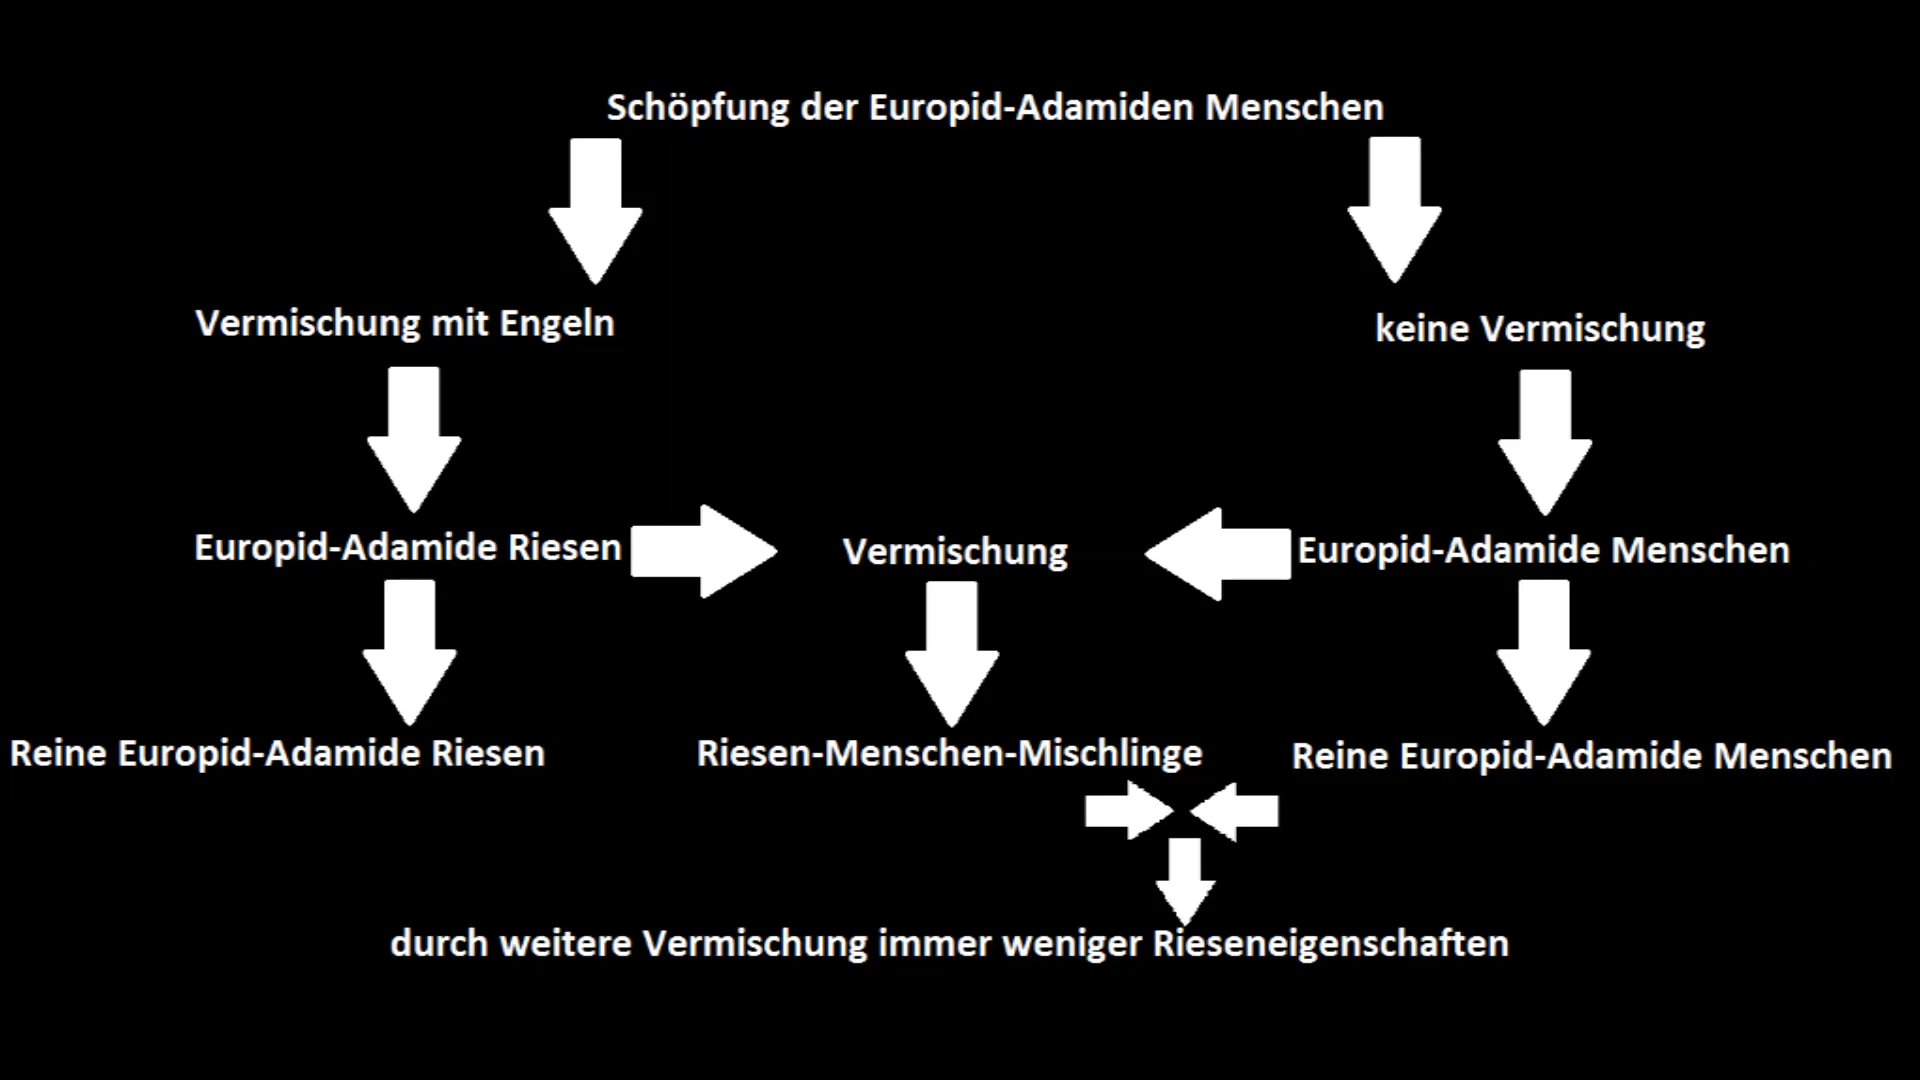 Schöpfung der Europid-Adamiden Menschen
Vermischung mit Engeln
keine Vermischung
Europid-Adamide Riesen
Vermischung
Europid-Adamide Menschen
Reine Europid-Adamide Riesen
Riesen-Menschen-Mischlinge
Reine Europid-Adamide Menschen
durch weitere Vermischung immer weniger Rieseneigenschaften